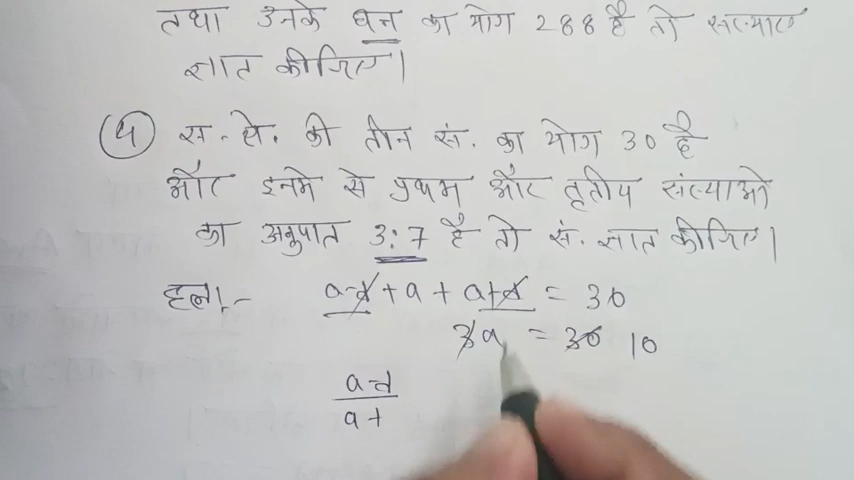 तथा उनके घन का योग 288 है तो संख्याएं
ज्ञात कीजिए।
(4) स. श्रे. की तीन सं. का योग 30 है
और इनमे से प्रथम और तृतीय संख्याओ
का अनुपात 3:7 है तो सं. ज्ञात कीजिए।
हल:- a-d + a + a+d = 30
3a = 30 10
a-d
a+